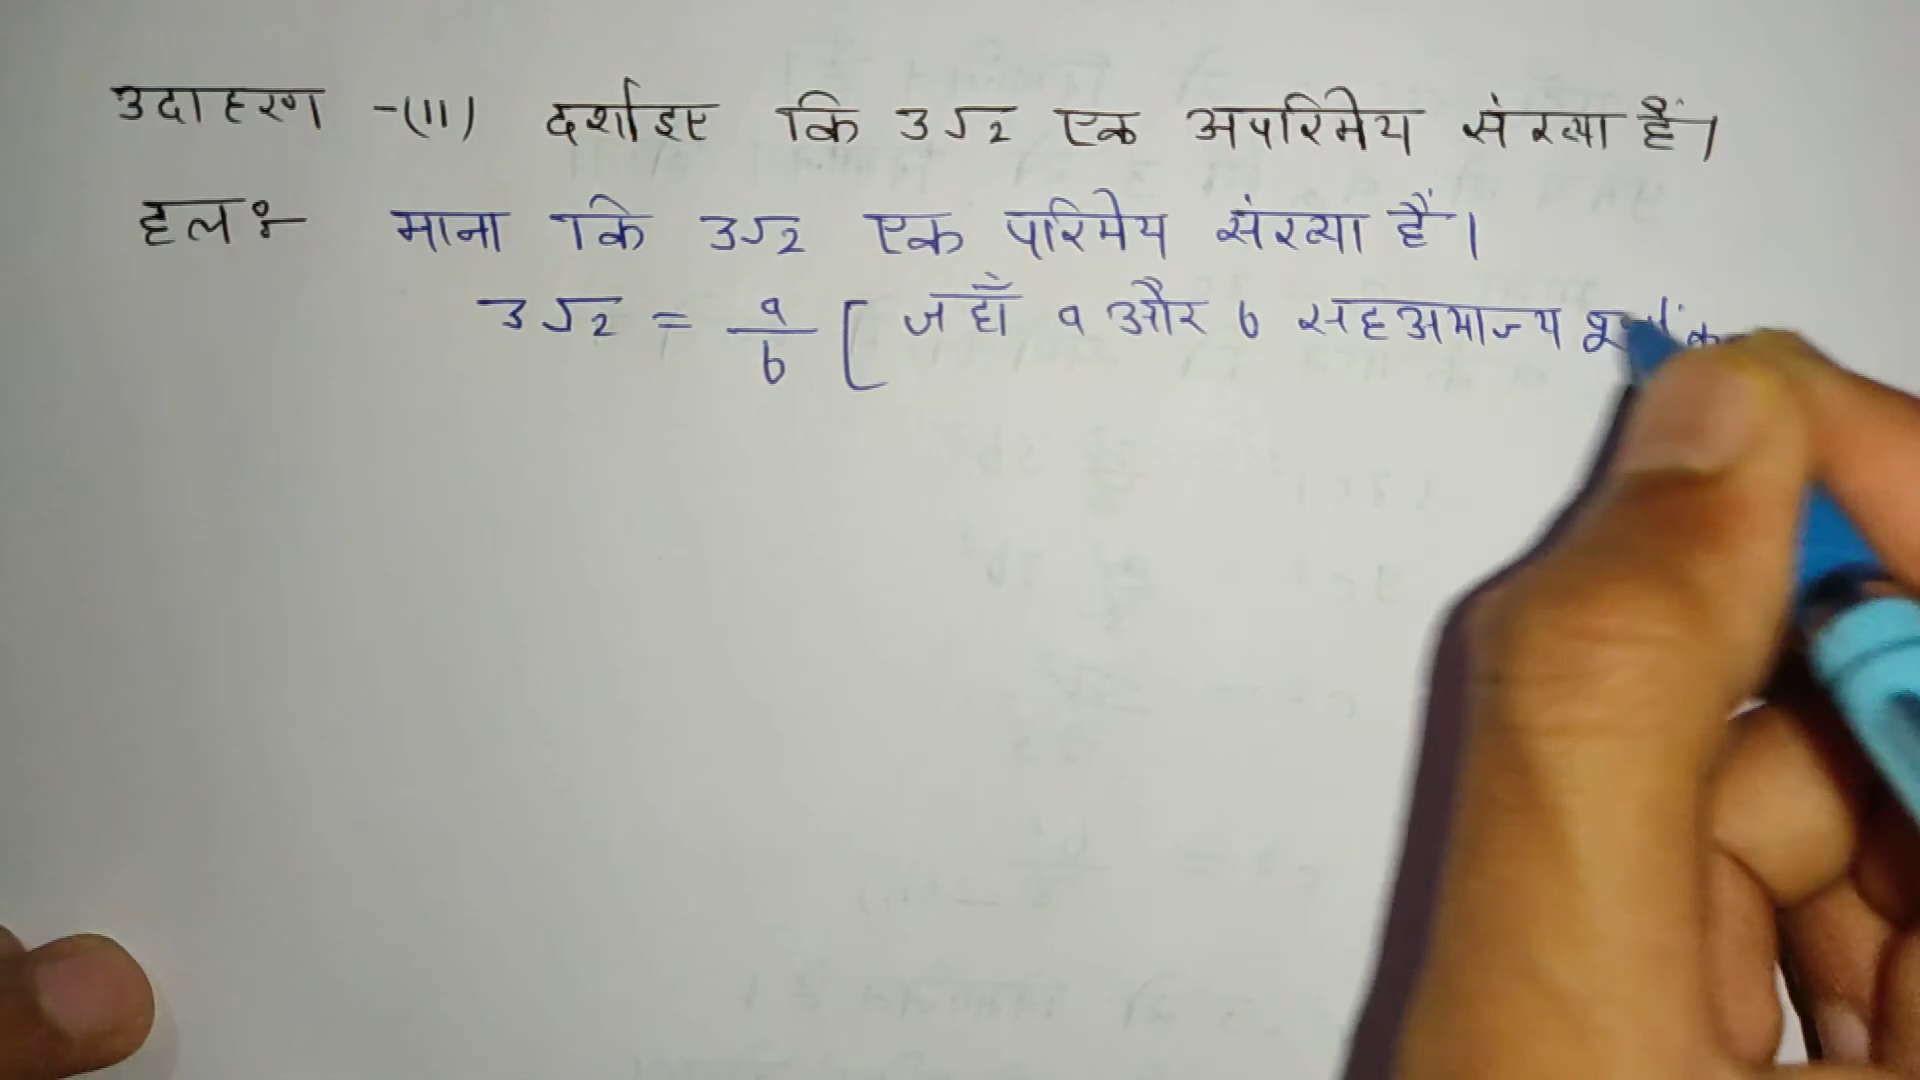 उदाहरण -(11) दर्शाइए कि 3√2 एक अपरिमेय संख्या हैं।
हल :- माना कि 3√2 एक परिमेय संख्या हैं।
3√2 = a/b [ जहाँ a और b सहअभाज्य